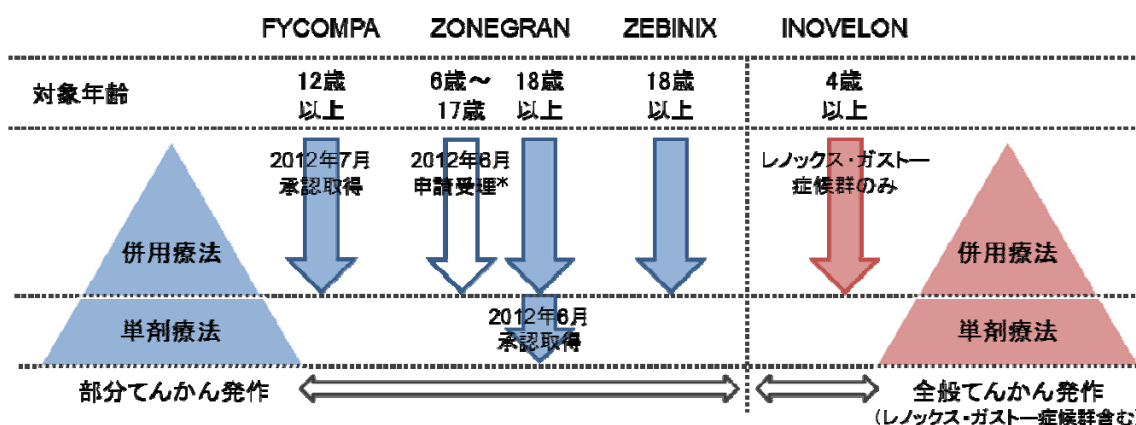 FYCOMPA ZONEGRAN ZEBINIX INOVELON
対象年齢
12歳
以上
6歳～
17歳
18歳
以上
18歳
以上
4歳
以上
2012年7月
承認取得
2012年6月
申請受理*
レノックス・ガストー
症候群のみ
併用療法
併用療法
単剤療法
2012年6月
承認取得
単剤療法
部分てんかん発作
全般てんかん発作
(レノックス・ガストー症候群含む)